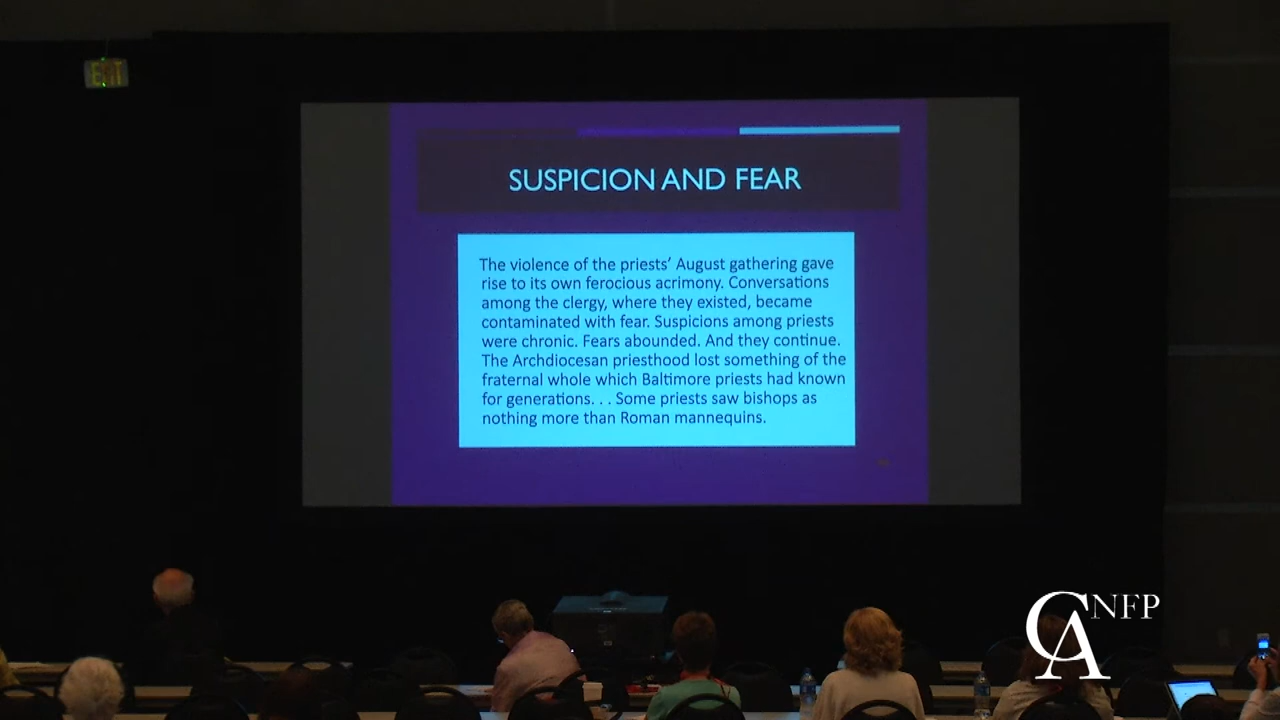 EXIT
SUSPICION AND FEAR
The violence of the priests’ August gathering gave
rise to its own ferocious acrimony. Conversations
among the clergy, where they existed, became
contaminated with fear. Suspicions among priests
were chronic. Fears abounded. And they continue.
The Archdiocesan priesthood lost something of the
fraternal whole which Baltimore priests had known
for generations. . . Some priests saw bishops as
nothing more than Roman mannequins.
CA NFP